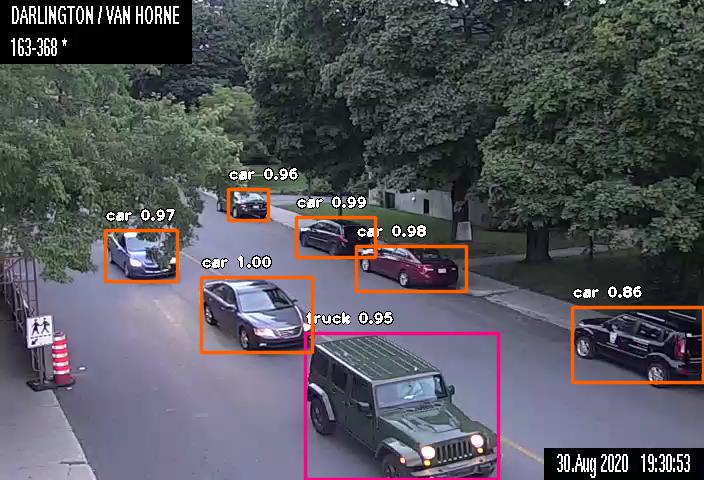 DARLINGTON / VAN HORNE
163-368 *
car 0.96
car 0.99
car 0.97
car 0.98
car 1.00
car 0.86
truck 0.95
30.Aug 2020 19:30:53